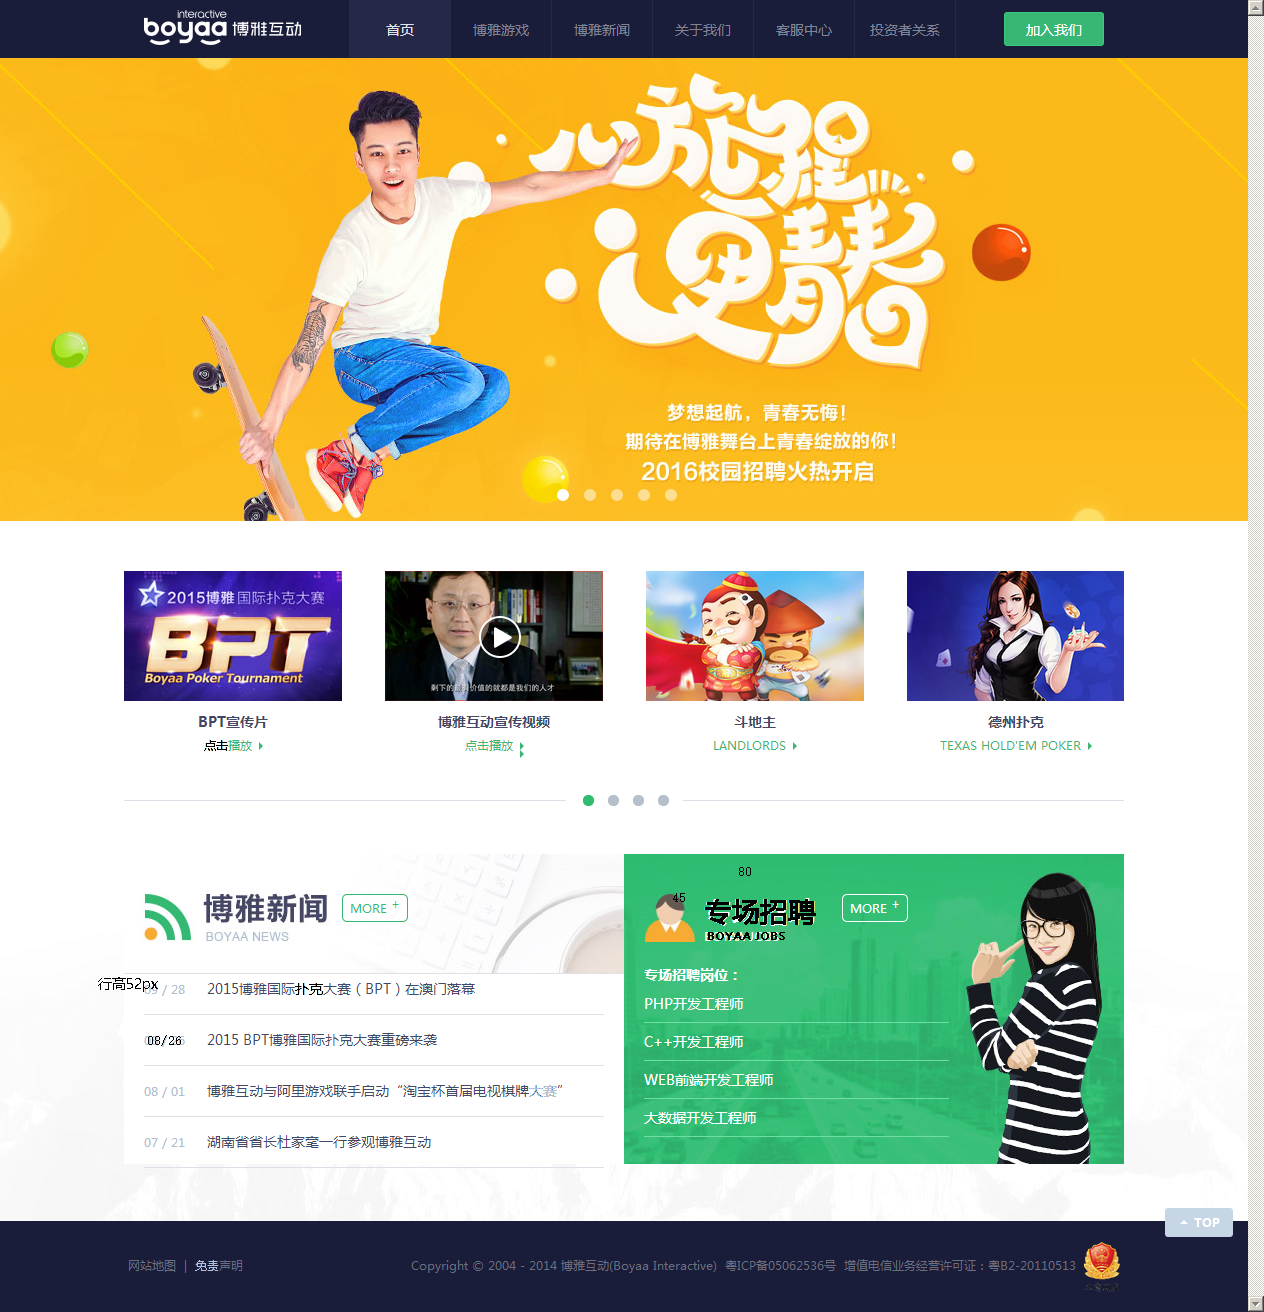 interactive
boyaa 博雅互动
首页 博雅游戏 博雅新闻 关于我们 客服中心 投资者关系 加入我们
更青春
梦想起航，青春无悔！
期待在博雅舞台上青春绽放的你！
2016校园招聘火热开启
2015博雅国际扑克大赛
BPT
Boyaa Poker Tournament
剩下的最有价值的就都是我们的人才
BPT宣传片 博雅互动宣传视频 斗地主 德州扑克
点击播放 点击播放 LANDLORDS TEXAS HOLD'EM POKER
博雅新闻 MORE +
BOYAA NEWS
80
45
专场招聘 MORE +
BOYAA JOBS
行高52px
/ 28 2015博雅国际扑克大赛（BPT）在澳门落幕
08/26 2015 BPT博雅国际扑克大赛重磅来袭
08 / 01 博雅互动与阿里游戏联手启动“淘宝杯首届电视棋牌大赛”
07 / 21 湖南省省长杜家毫一行参观博雅互动
专场招聘岗位：
PHP开发工程师
C++开发工程师
WEB前端开发工程师
大数据开发工程师
TOP
网站地图 | 免责声明 Copyright © 2004 - 2014 博雅互动(Boyaa Interactive) 粤ICP备05062536号 增值电信业务经营许可证：粤B2-20110513